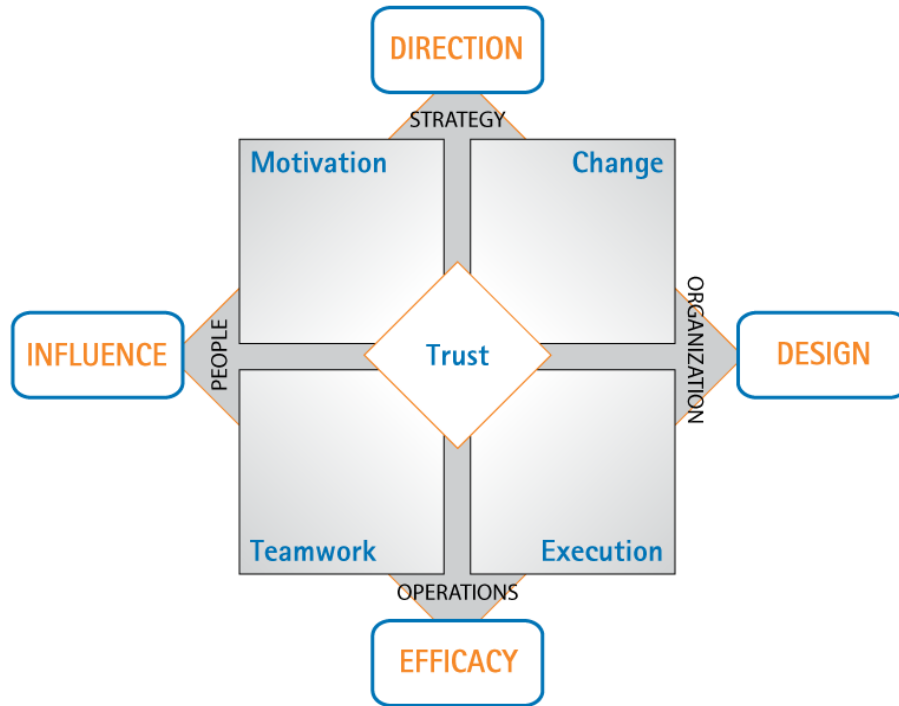 DIRECTION
STRATEGY
Motivation
Change
INFLUENCE
PEOPLE
Trust
ORGANIZATION
DESIGN
Teamwork
Execution
OPERATIONS
EFFICACY